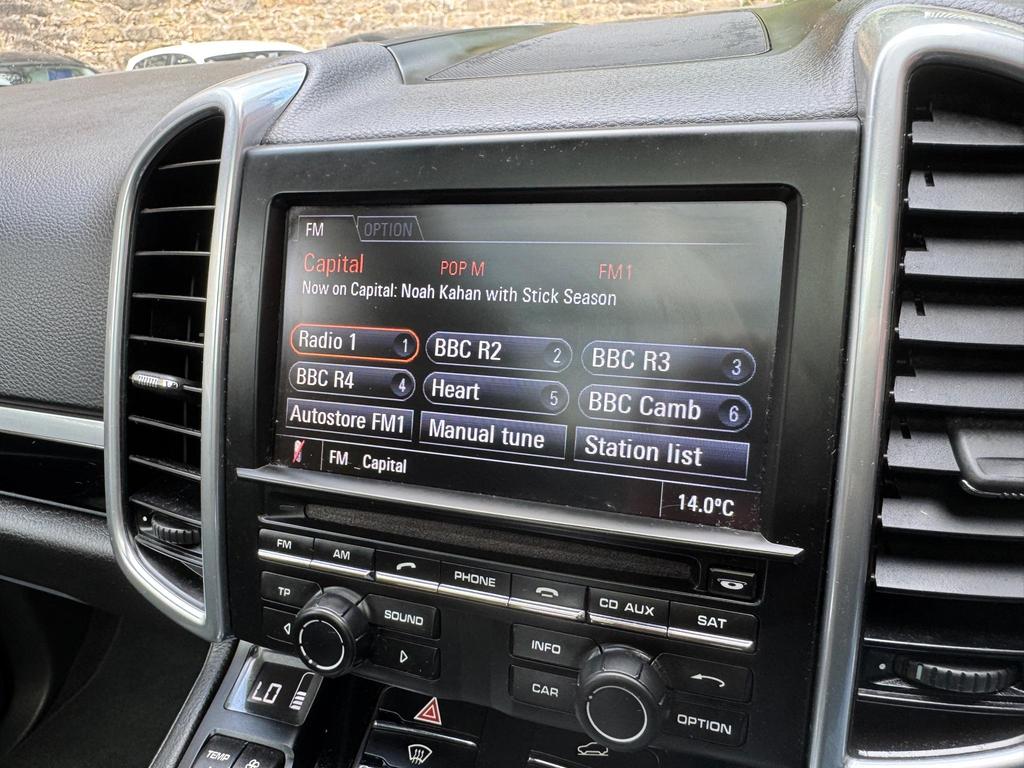 FM OPTION
Capital POP M FM1
Now on Capital: Noah Kahan with Stick Season
Radio 1 1 BBC R2 2 BBC R3 3
BBC R4 4 Heart 5 BBC Camb 6
Autostore FM1 Manual tune Station list
FM Capital
14.0°C
FM AM PHONE CD AUX SAT
TP SOUND INFO
CAR OPTION
LO
TEMP